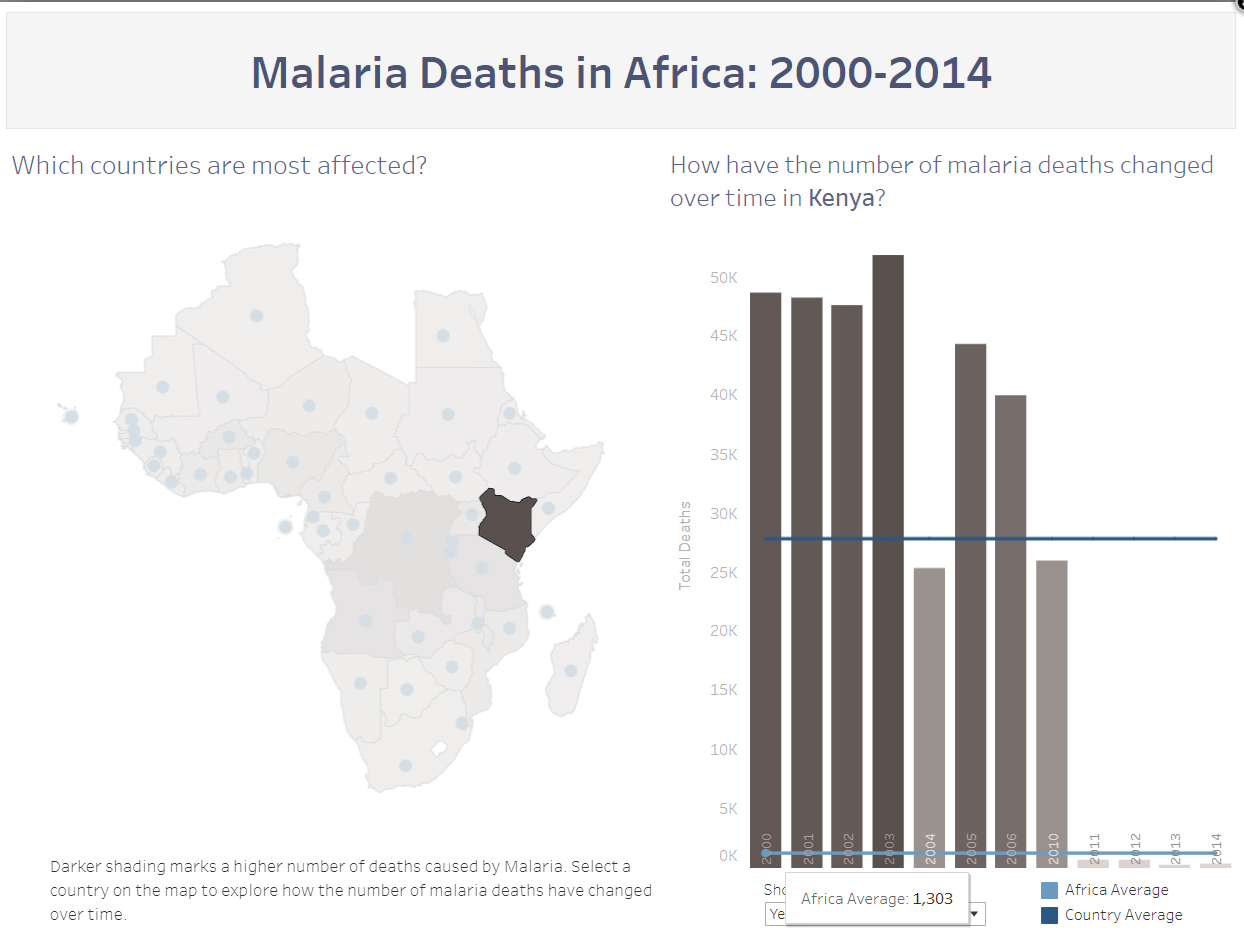 Malaria Deaths in Africa: 2000-2014
Which countries are most affected?
How have the number of malaria deaths changed
over time in Kenya?
50K
45K
40K
35K
30K
25K
20K
15K
10K
5K
0K
Total Deaths
2000
2001
2002
2003
2004
2005
2006
2010
2011
2012
2013
2014
Darker shading marks a higher number of deaths caused by Malaria. Select a
country on the map to explore how the number of malaria deaths have changed
over time.
Africa Average: 1,303
Africa Average
Country Average